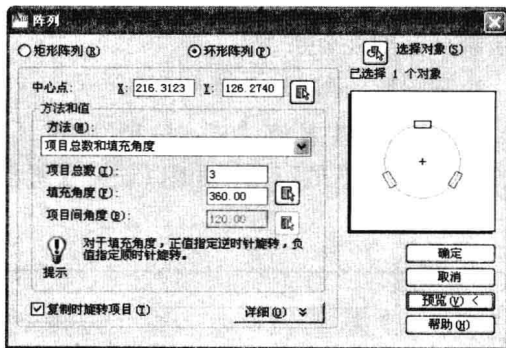 阵列
矩形阵列(R)
环形阵列(P)
选择对象(S)
已选择 1 个对象
中心点: X: 216.3123 Y: 126.2740
方法和值
方法(M):
项目总数和填充角度
项目总数(I): 3
填充角度(F): 360.00
项目间角度(B): 120.00
对于填充角度，正值指定逆时针旋转，负
值指定顺时针旋转。
提示
复制时旋转项目(T)
详细(O)
确定
取消
预览(V) <
帮助(H)